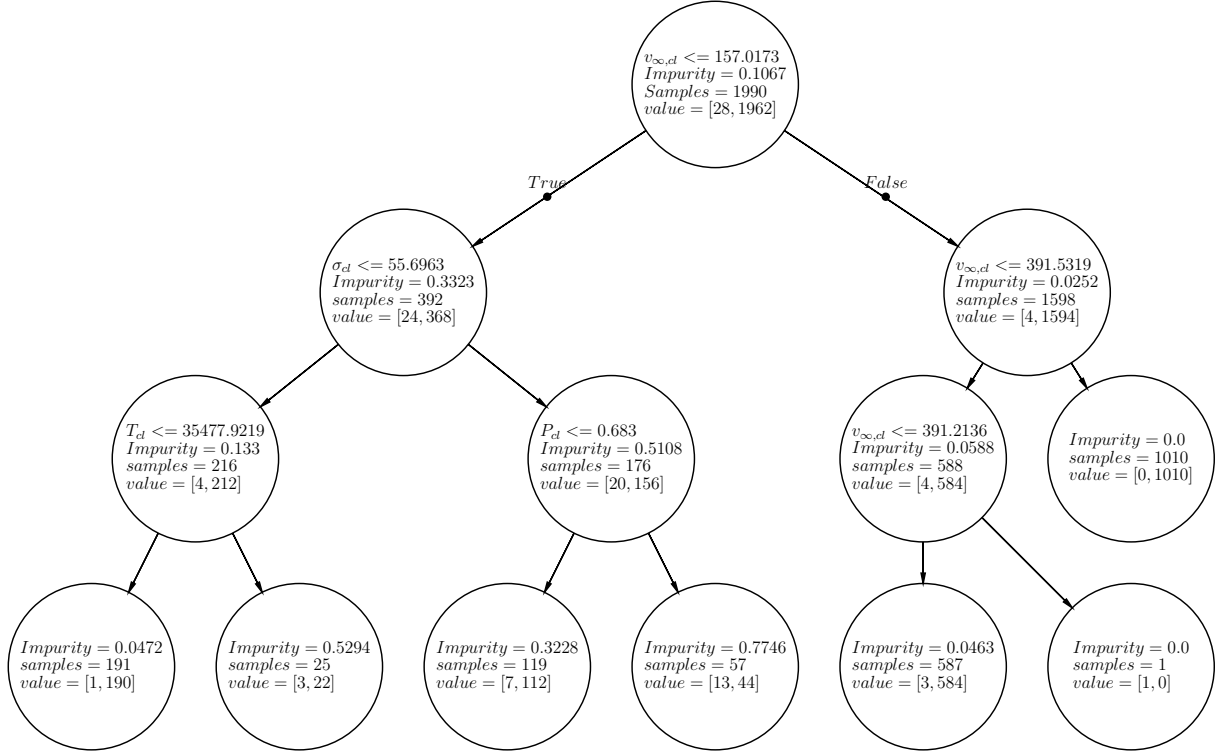 v∞,cl <= 157.0173
Impurity = 0.1067
Samples = 1990
value = [28, 1962]
True
False
σcl <= 55.6963
Impurity = 0.3323
samples = 392
value = [24, 368]
v∞,cl <= 391.5319
Impurity = 0.0252
samples = 1598
value = [4, 1594]
Tcl <= 35477.9219
Impurity = 0.133
samples = 216
value = [4, 212]
Pcl <= 0.683
Impurity = 0.5108
samples = 176
value = [20, 156]
v∞,cl <= 391.2136
Impurity = 0.0588
samples = 588
value = [4, 584]
Impurity = 0.0
samples = 1010
value = [0, 1010]
Impurity = 0.0472
samples = 191
value = [1, 190]
Impurity = 0.5294
samples = 25
value = [3, 22]
Impurity = 0.3228
samples = 119
value = [7, 112]
Impurity = 0.7746
samples = 57
value = [13, 44]
Impurity = 0.0463
samples = 587
value = [3, 584]
Impurity = 0.0
samples = 1
value = [1, 0]